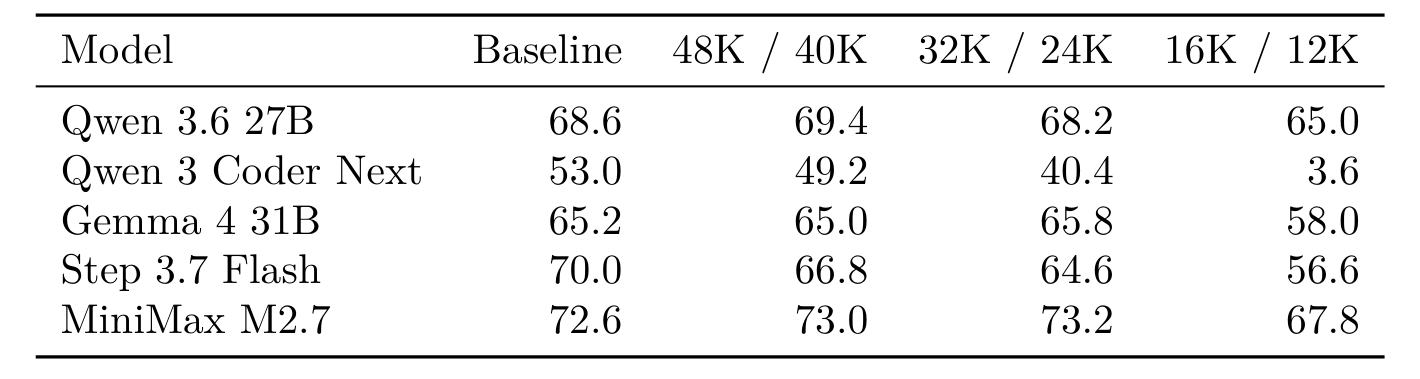 Model Baseline 48K / 40K 32K / 24K 16K / 12K
Qwen 3.6 27B 68.6 69.4 68.2 65.0
Qwen 3 Coder Next 53.0 49.2 40.4 3.6
Gemma 4 31B 65.2 65.0 65.8 58.0
Step 3.7 Flash 70.0 66.8 64.6 56.6
MiniMax M2.7 72.6 73.0 73.2 67.8